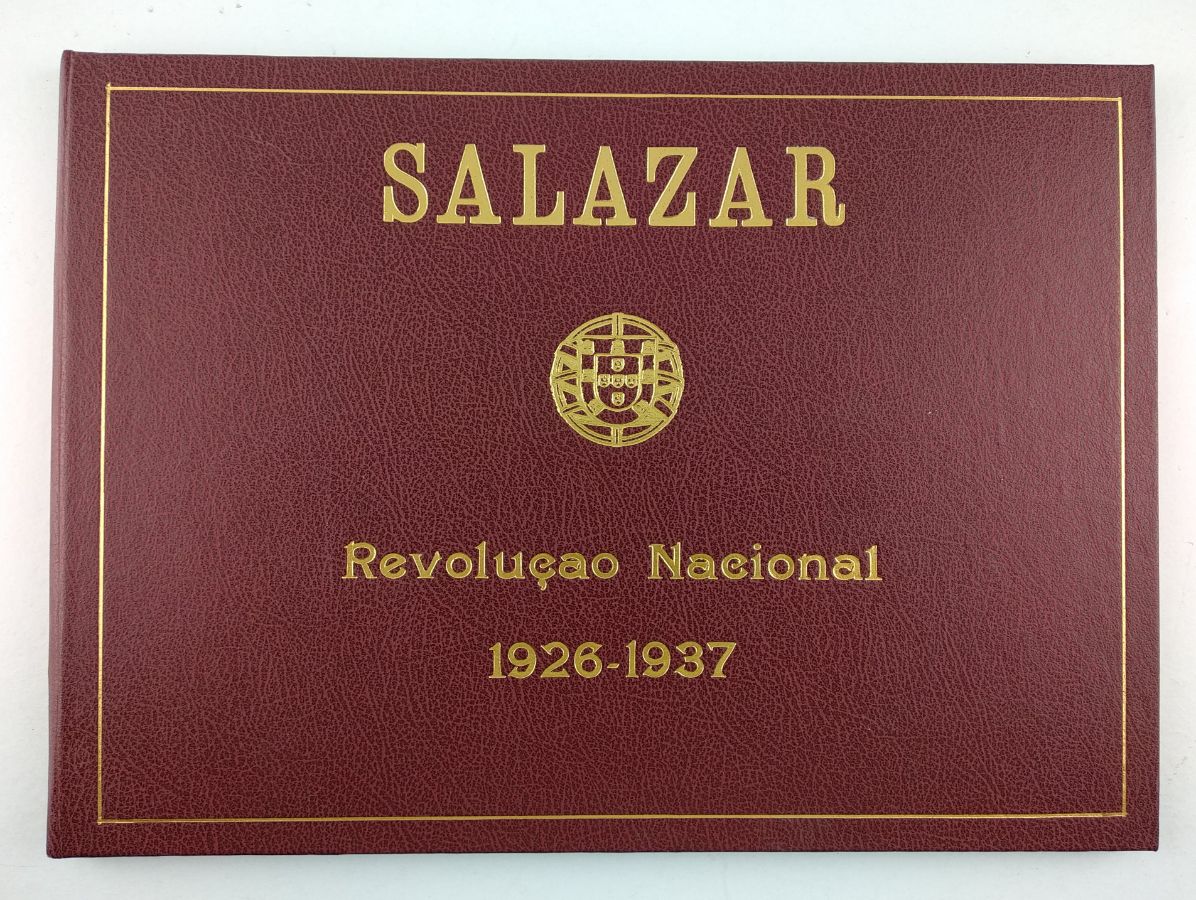 SALAZAR
Revoluçao Nacional
1926-1937